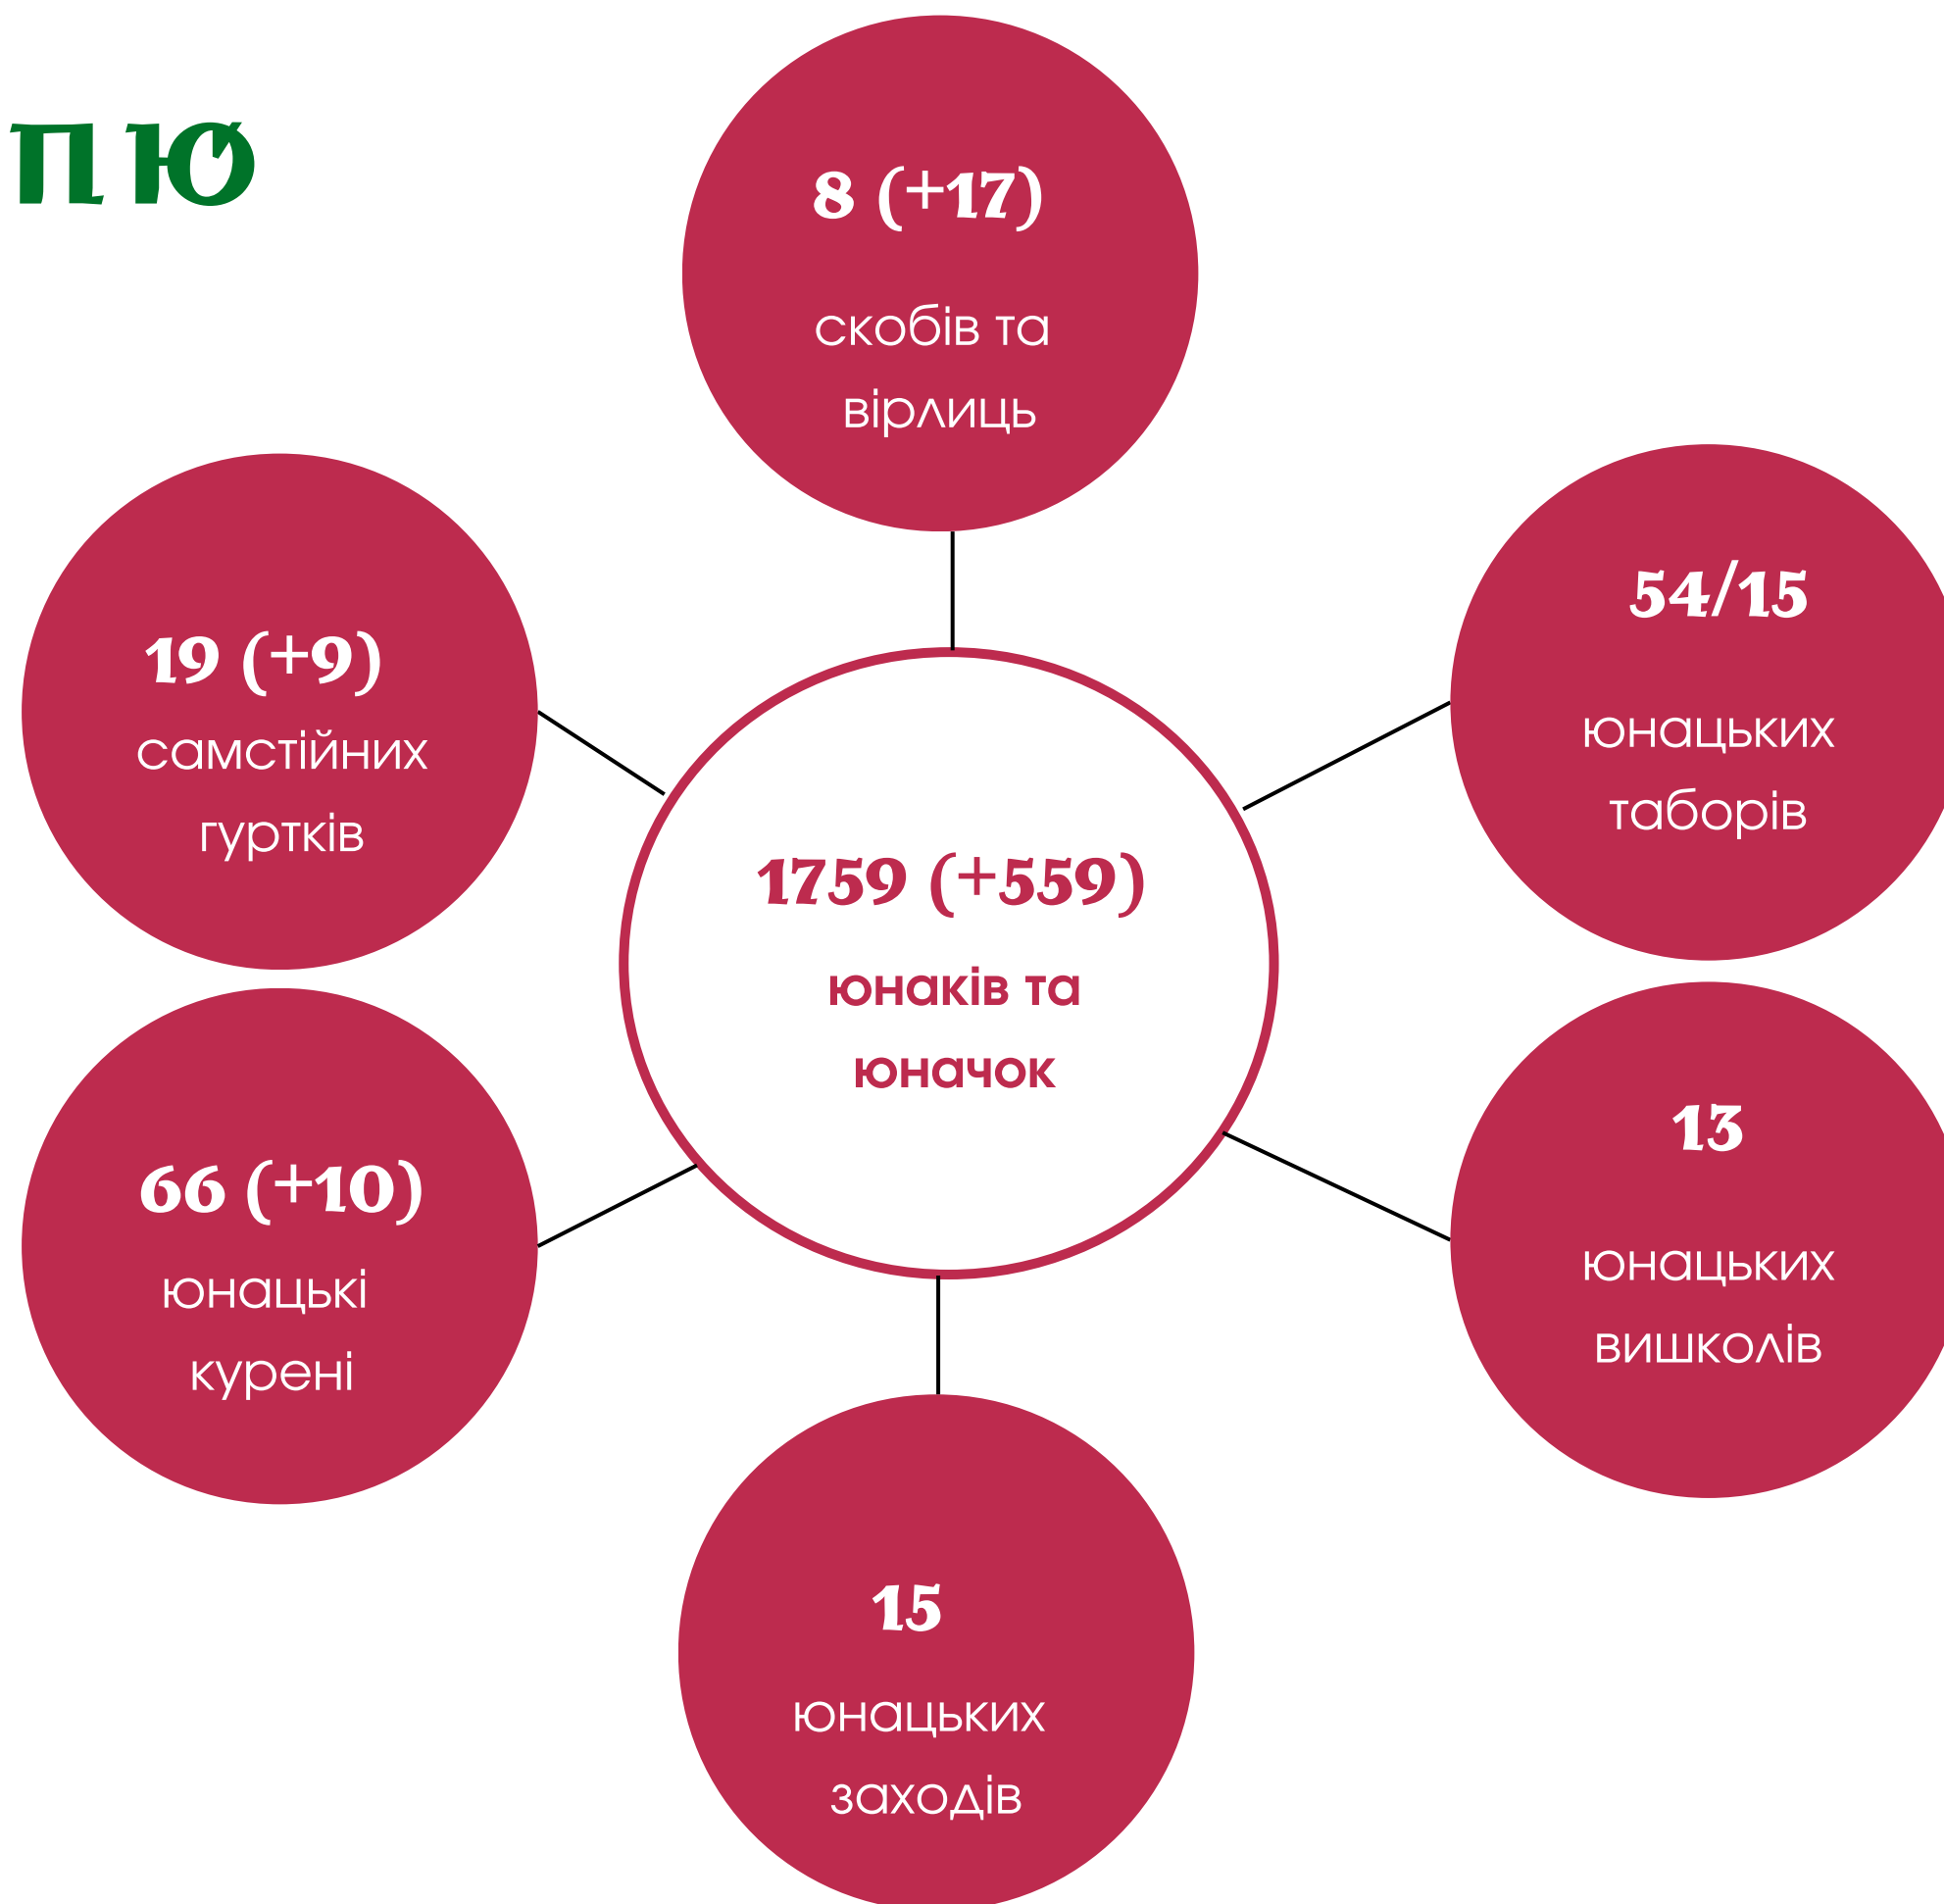 ПЮ
8 (+17)
скобів та
вірлиць
19 (+9)
самстійних
гуртків
54/15
юнацьких
таборів
1759 (+559)
юнаків та
юначок
66 (+10)
юнацькі
курені
13
юнацьких
вишколів
15
юнацьких
заходів